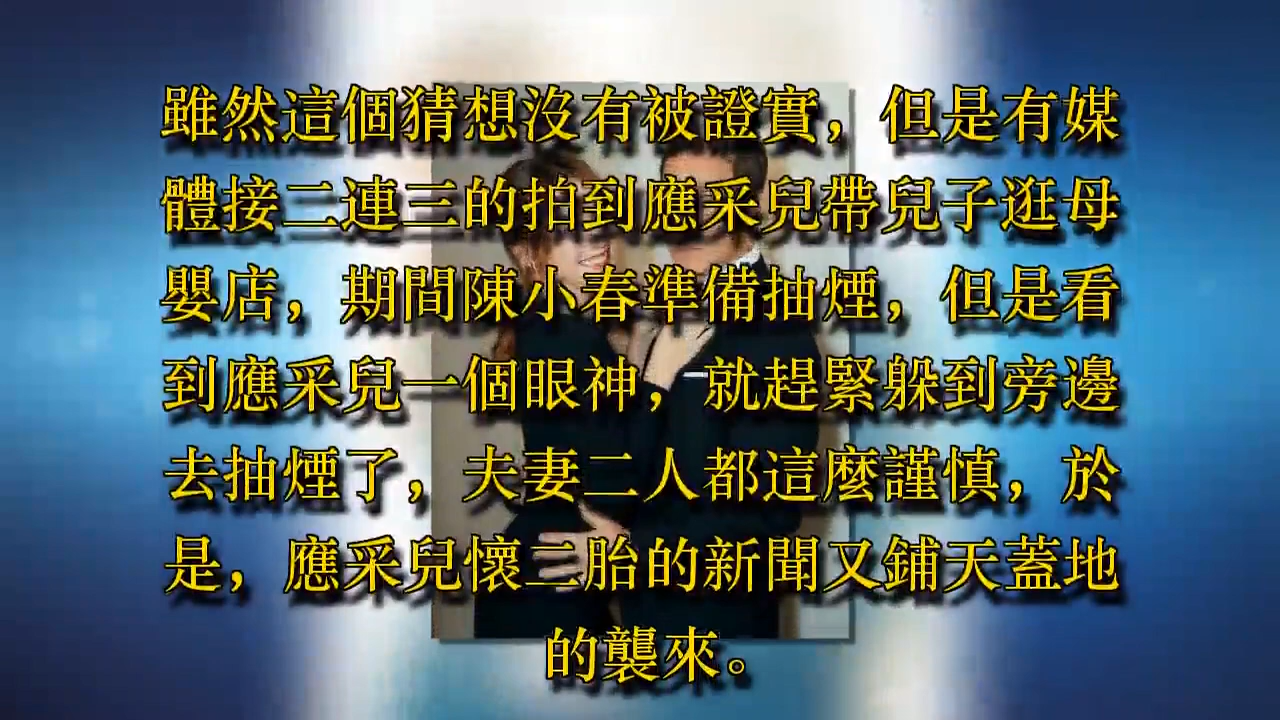 雖然這個猜想沒有被證實，但是有媒
體接二連三的拍到應采兒帶兒子逛母
嬰店，期間陳小春準備抽煙，但是看
到應采兒一個眼神，就趕緊躲到旁邊
去抽煙了，夫妻二人都這麼謹慎，於
是，應采兒懷二胎的新聞又鋪天蓋地
的襲來。